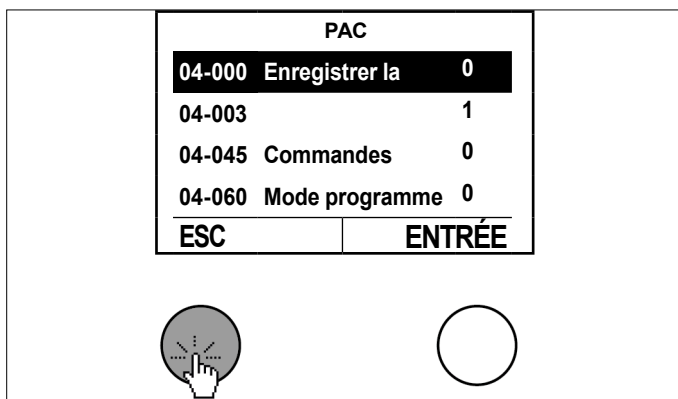 PAC
04-000 Enregistrer la 0
04-003 1
04-045 Commandes 0
04-060 Mode programme 0
ESC ENTRÉE